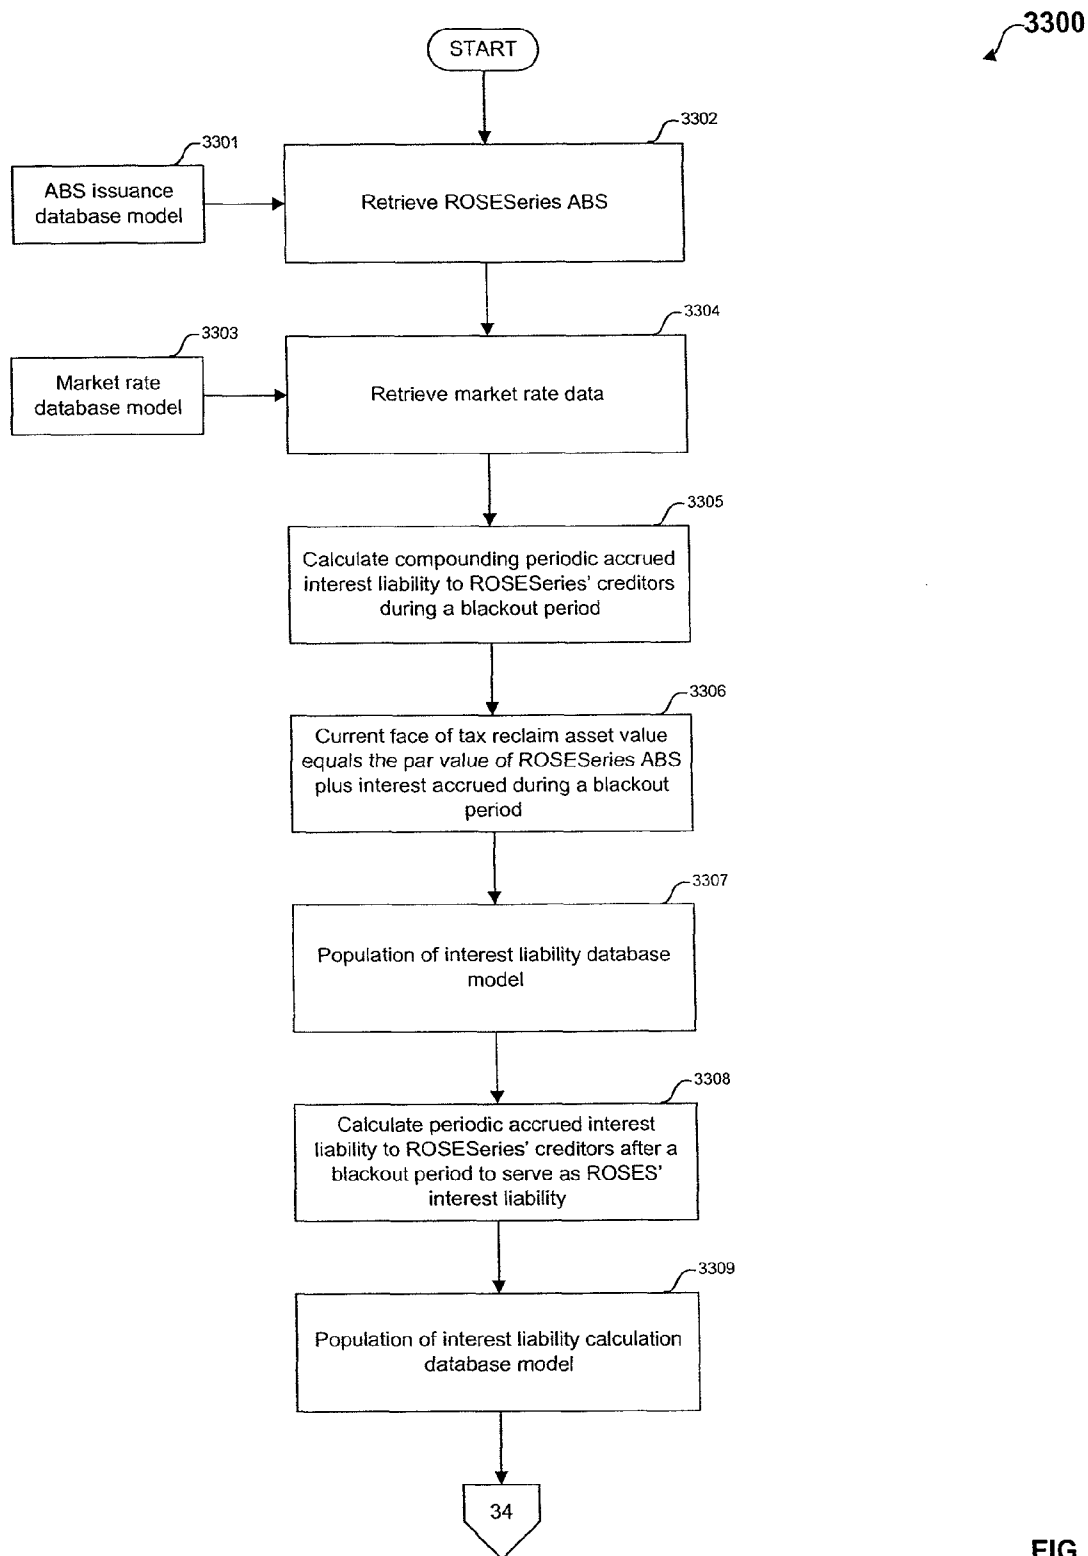 3300
START
3302
3301
ABS issuance
database model
Retrieve ROSESeries ABS
3304
3303
Market rate
database model
Retrieve market rate data
3305
Calculate compounding periodic accrued
interest liability to ROSESeries' creditors
during a blackout period
3306
Current face of tax reclaim asset value
equals the par value of ROSESeries ABS
plus interest accrued during a blackout
period
3307
Population of interest liability database
model
3308
Calculate periodic accrued interest
liability to ROSESeries' creditors after a
blackout period to serve as ROSES'
interest liability
3309
Population of interest liability calculation
database model
34
FIG